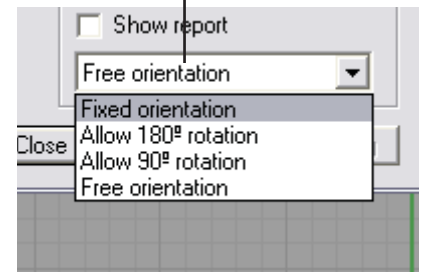 Show report
Free orientation
Fixed orientation
Close
Allow 180º rotation
Allow 90º rotation
Free orientation